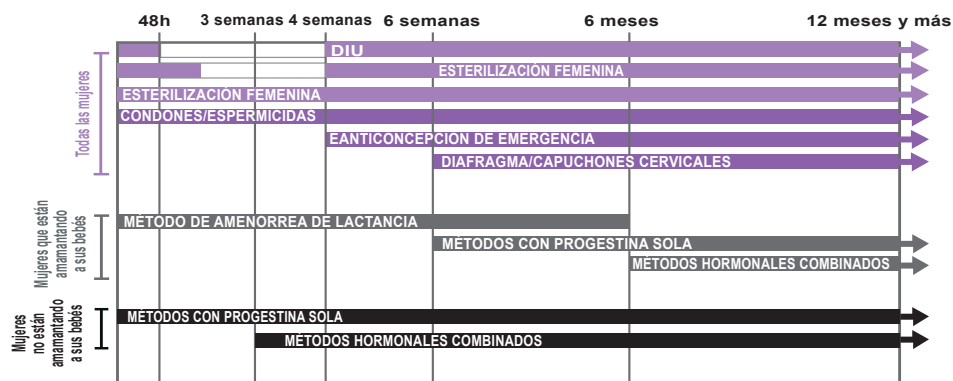 48h 3 semanas 4 semanas 6 semanas 6 meses 12 meses y más
Todas las mujeres
DIU
ESTERILIZACIÓN FEMENINA
ESTERILIZACIÓN FEMENINA
CONDONES/ESPERMICIDAS
EANTICONCEPCIÓN DE EMERGENCIA
DIAFRAGMA/CAPUCHONES CERVICALES
Mujeres que están
amamantando
a sus bebés
MÉTODO DE AMENORREA DE LACTANCIA
MÉTODOS CON PROGESTINA SOLA
MÉTODOS HORMONALES COMBINADOS
Mujeres
no están
amamantando
a sus bebés
MÉTODOS CON PROGESTINA SOLA
MÉTODOS HORMONALES COMBINADOS